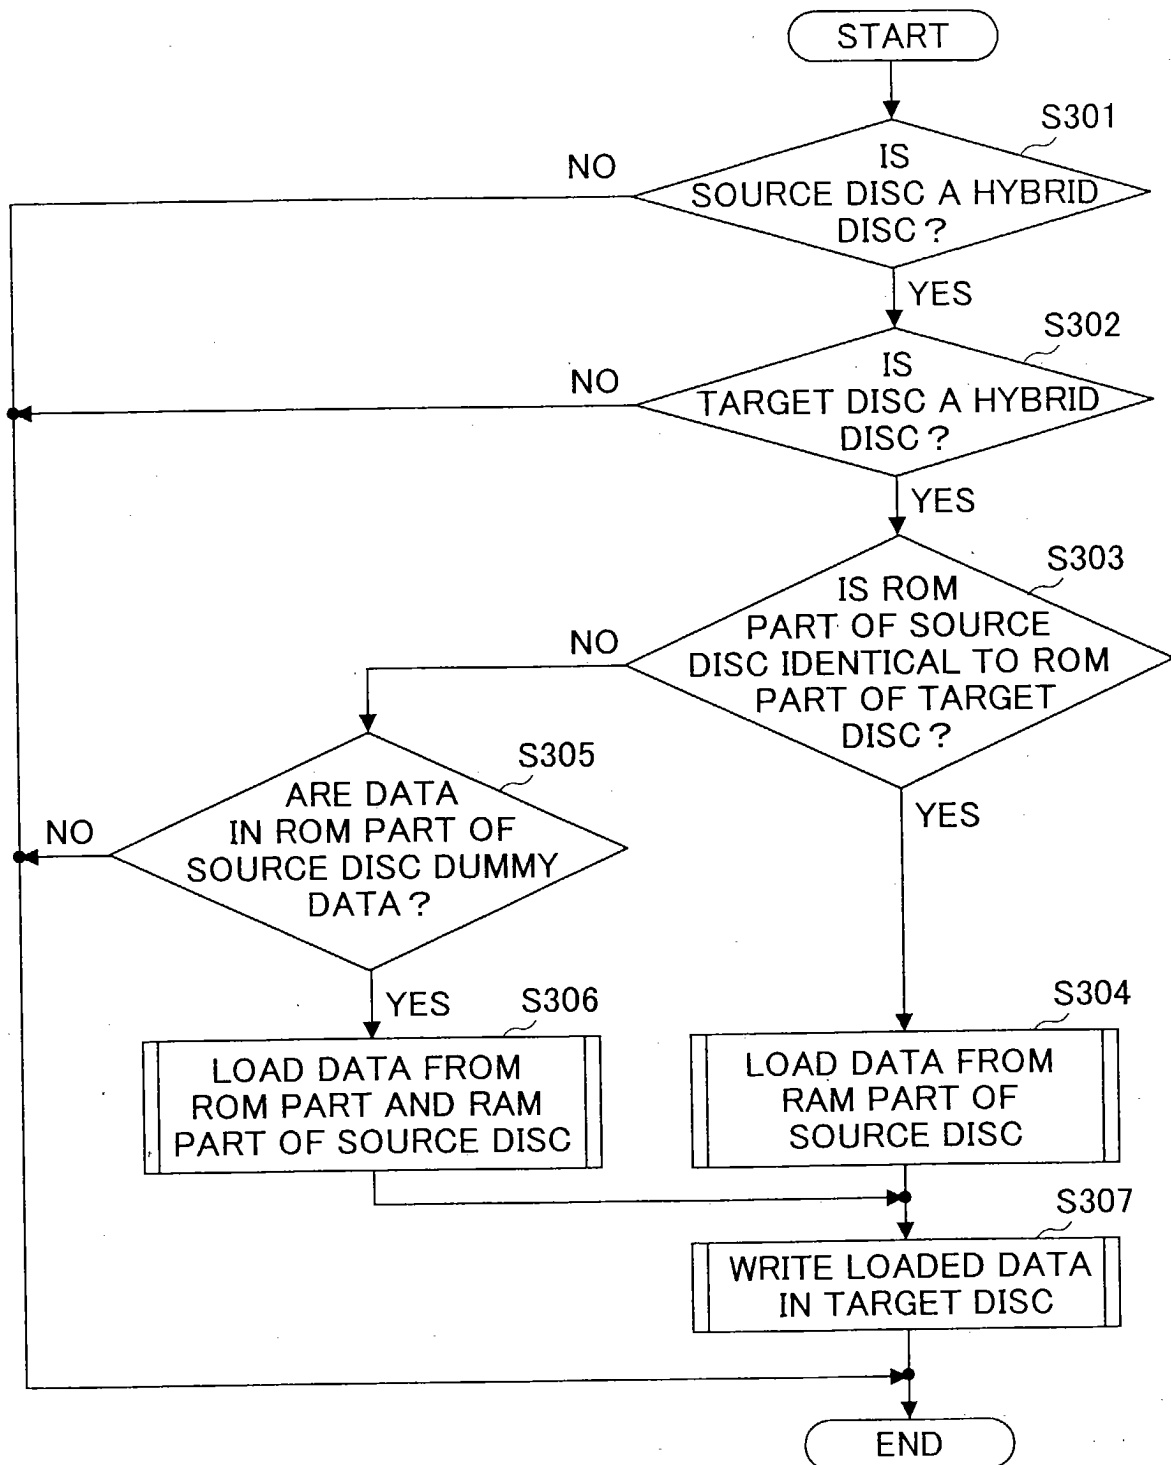 START
S301
NO
IS
SOURCE DISC A HYBRID
DISC?
YES
S302
NO
IS
TARGET DISC A HYBRID
DISC?
YES
S303
NO
IS ROM
PART OF SOURCE
DISC IDENTICAL TO ROM
PART OF TARGET
DISC?
YES
S305
NO
ARE DATA
IN ROM PART OF
SOURCE DISC DUMMY
DATA?
YES
S306
LOAD DATA FROM
ROM PART AND RAM
PART OF SOURCE DISC
S304
LOAD DATA FROM
RAM PART OF
SOURCE DISC
S307
WRITE LOADED DATA
IN TARGET DISC
END